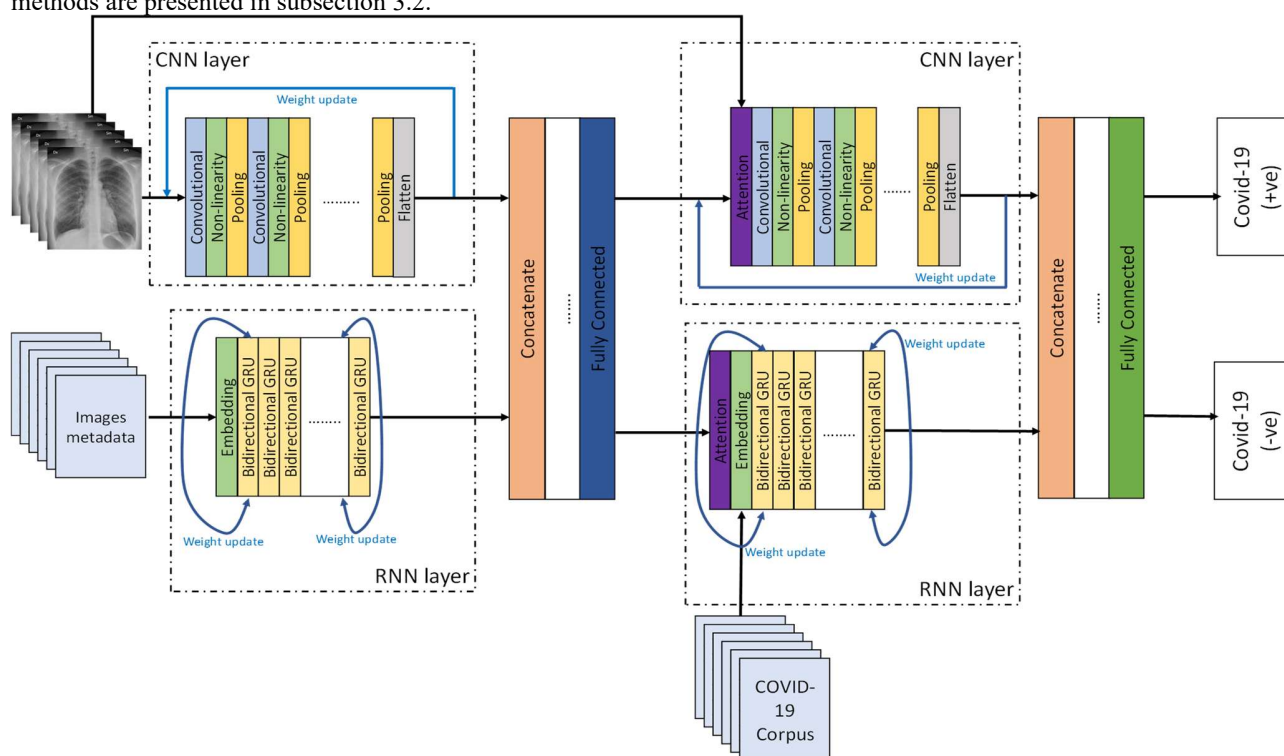 methods are presented in subsection 3.2.
CNN layer
Weight update
Convolutional
Non-linearity
Pooling
Convolutional
Non-linearity
Pooling
.........
Pooling
Flatten
Images
metadata
Embedding
Bidirectional GRU
Bidirectional GRU
Bidirectional GRU
.........
Bidirectional GRU
Weight update
Weight update
RNN layer
Concatenate
......
Fully Connected
CNN layer
Attention
Convolutional
Non-linearity
Pooling
Convolutional
Non-linearity
Pooling
.......
Pooling
Flatten
Weight update
Attention
Embedding
Bidirectional GRU
Bidirectional GRU
Bidirectional GRU
.........
Bidirectional GRU
Weight update
Weight update
RNN layer
COVID-
19
Corpus
Concatenate
......
Fully Connected
Covid-19
(+ve)
Covid-19
(-ve)